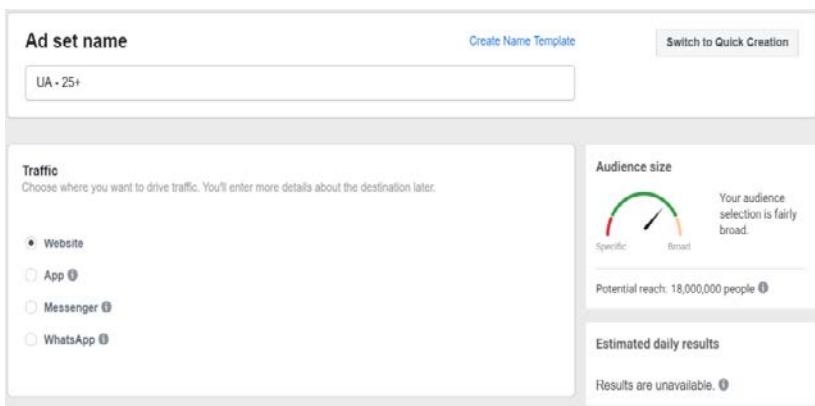 Ad set name
Create Name Template
Switch to Quick Creation
UA - 25+
Traffic
Choose where you want to drive traffic. You'll enter more details about the destination later.
Website
App
Messenger
WhatsApp
Audience size
Your audience
selection is fairly
broad.
Specific
Broad
Potential reach: 18,000,000 people
Estimated daily results
Results are unavailable.